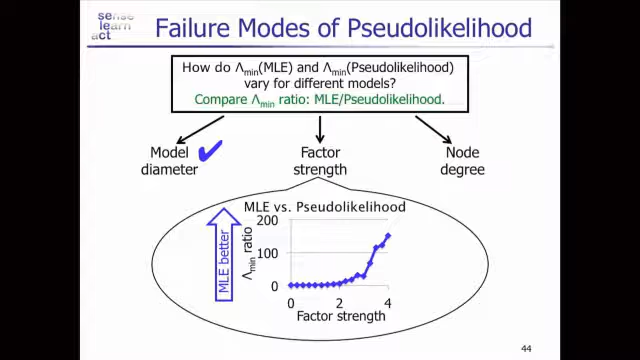 sense
learn
act
Failure Modes of Pseudolikelihood
How do Λmin(MLE) and Λmin(Pseudolikelihood)
vary for different models?
Compare Λmin ratio: MLE/Pseudolikelihood.
Model
diameter
Factor
strength
Node
degree
MLE vs. Pseudolikelihood
MLE better
Λmin ratio
200
100
0
0 2 4
Factor strength
44